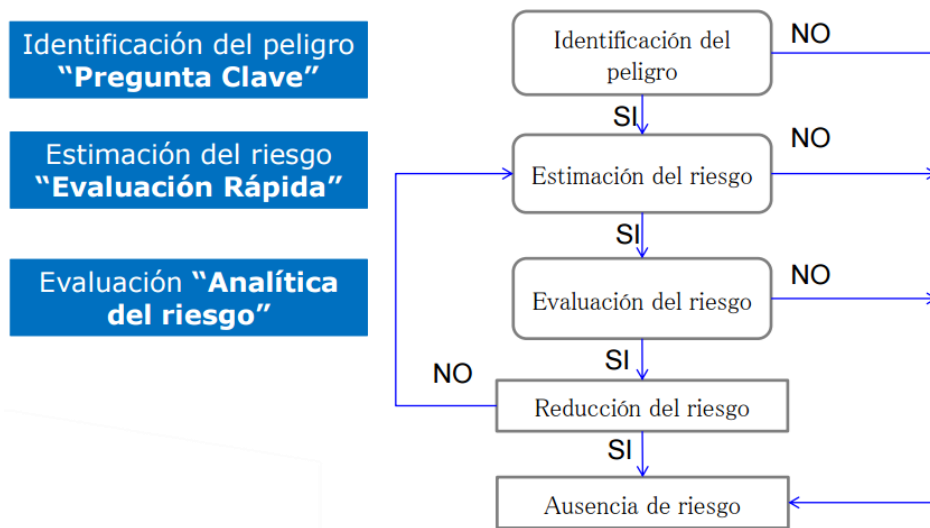 Identificación del peligro
“Pregunta Clave”
Estimación del riesgo
“Evaluación Rápida”
Evaluación “Analítica
del riesgo”
Identificación del
peligro
NO
SI
Estimación del riesgo
NO
SI
Evaluación del riesgo
NO
SI
NO
Reducción del riesgo
SI
Ausencia de riesgo